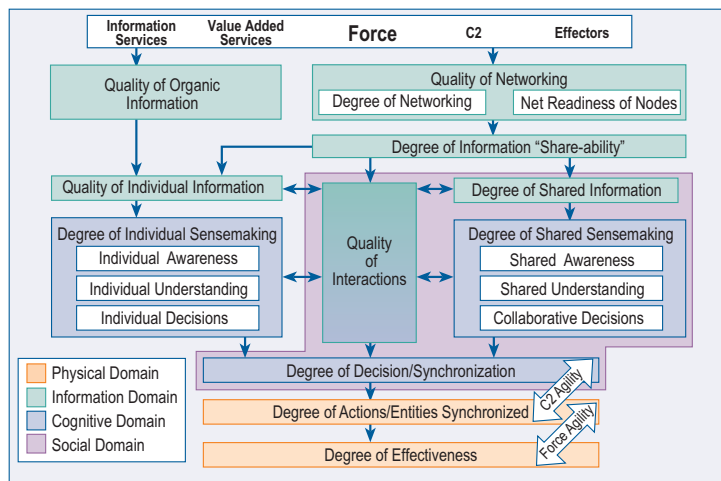 Information
Services
Value Added
Services
Force
C2
Effectors
Quality of Organic
Information
Quality of Networking
Degree of Networking
Net Readiness of Nodes
Degree of Information “Share-ability”
Quality of Individual Information
Degree of Shared Information
Degree of Individual Sensemaking
Individual Awareness
Individual Understanding
Individual Decisions
Quality
of
Interactions
Degree of Shared Sensemaking
Shared Awareness
Shared Understanding
Collaborative Decisions
Degree of Decision/Synchronization
C2 Agility
Degree of Actions/Entities Synchronized
Force Agility
Degree of Effectiveness
Physical Domain
Information Domain
Cognitive Domain
Social Domain